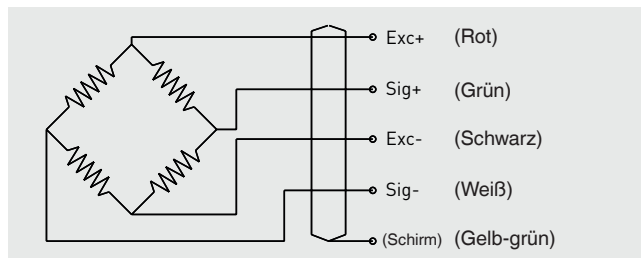 Exc+ (Rot)
Sig+ (Grün)
Exc- (Schwarz)
Sig- (Weiß)
(Schirm) (Gelb-grün)